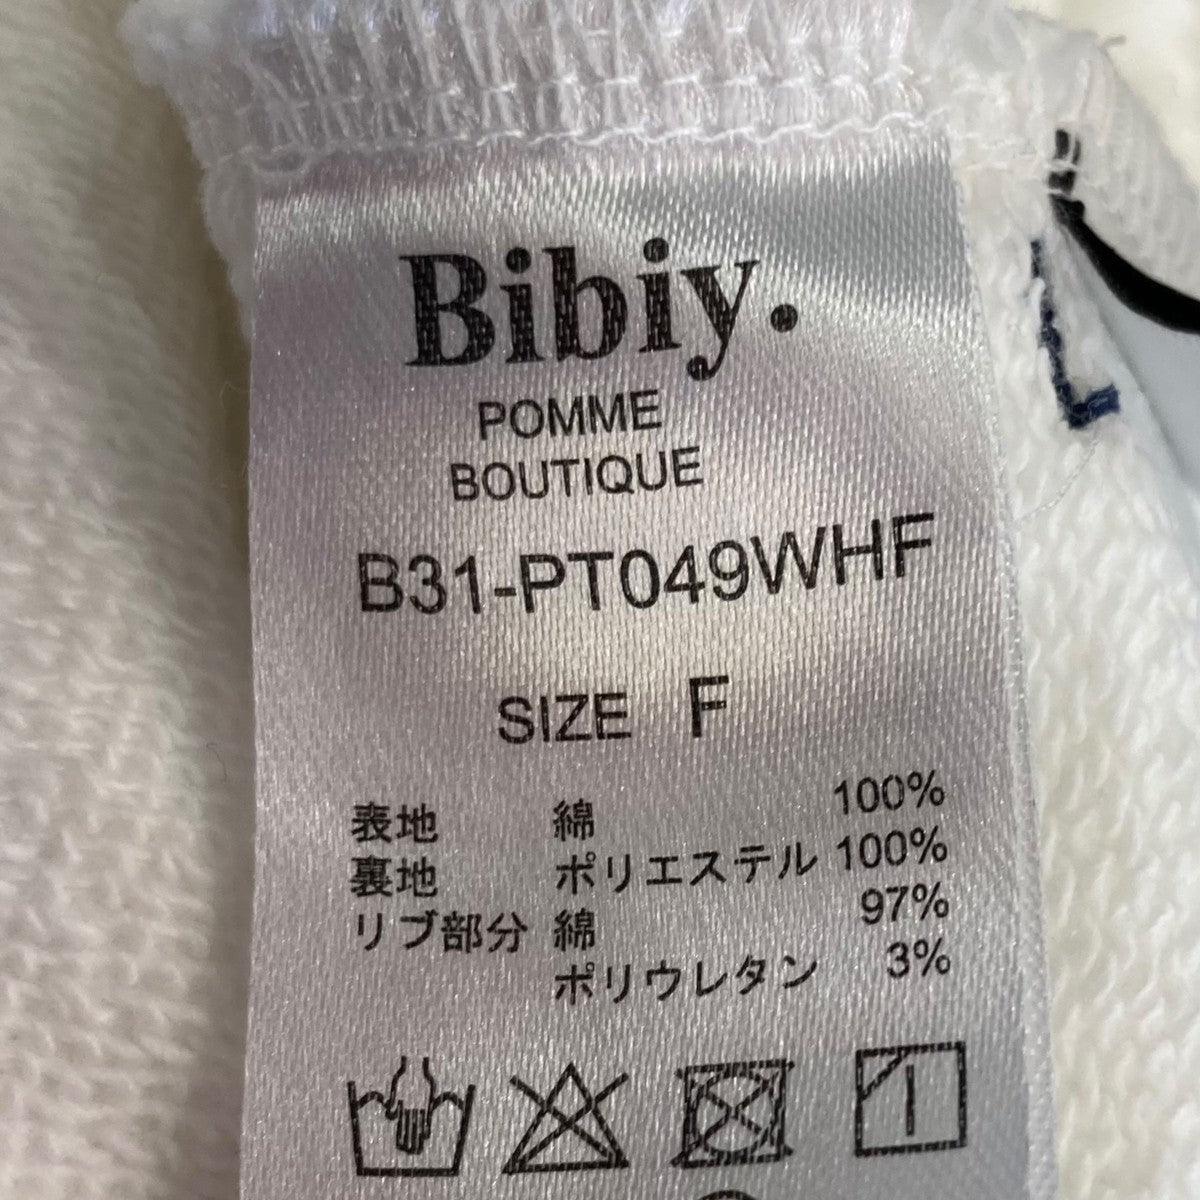 Bibiy.
POMME
BOUTIQUE
B31-PT049WHF
SIZE F
表地 綿 100%
裏地 ポリエステル 100%
リブ部分 綿 97%
ポリウレタン 3%